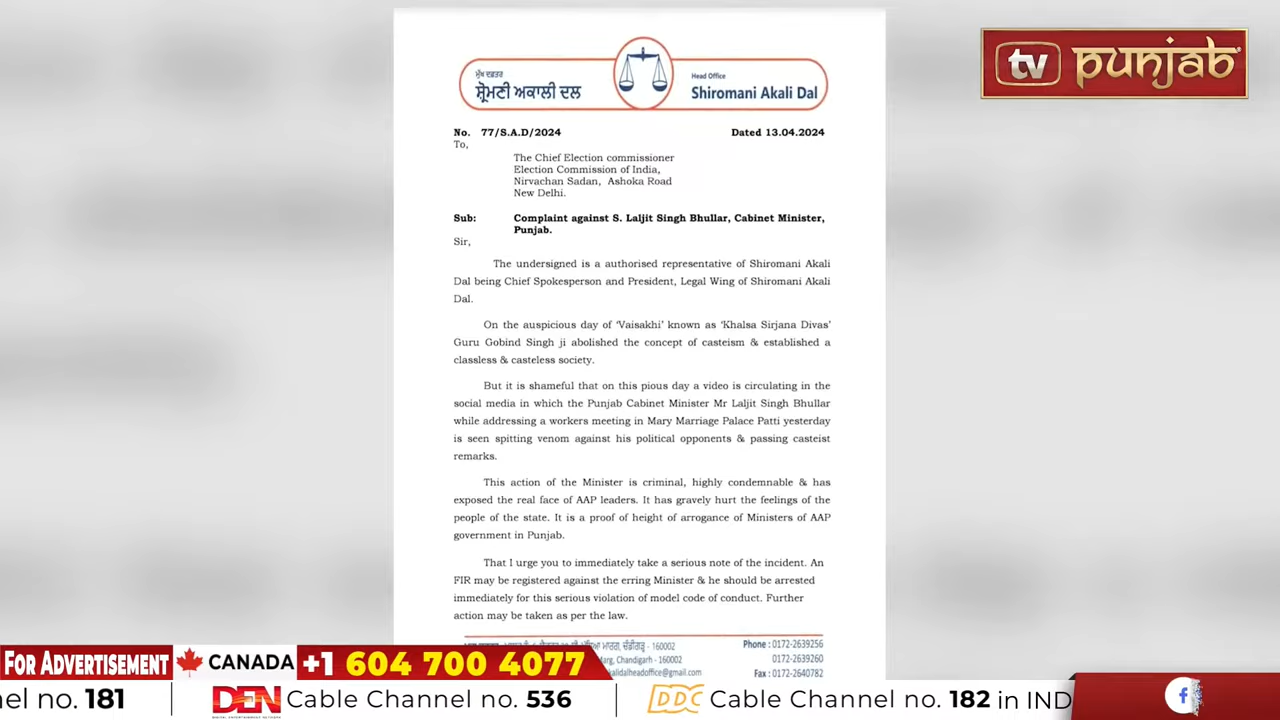 ਮੁੱਖ ਦਫ਼ਤਰ
ਸ਼੍ਰੋਮਣੀ ਅਕਾਲੀ ਦਲ
Head Office
Shiromani Akali Dal
tv ਪੰਜਾਬ punjab
No. 77/S.A.D/2024
Dated 13.04.2024
To,
The Chief Election commissioner
Election Commission of India,
Nirvachan Sadan, Ashoka Road
New Delhi.
Sub: Complaint against S. Laljit Singh Bhullar, Cabinet Minister,
Punjab.
Sir,
The undersigned is a authorised representative of Shiromani Akali
Dal being Chief Spokesperson and President, Legal Wing of Shiromani Akali
Dal.
On the auspicious day of ‘Vaisakhi’ known as ‘Khalsa Sirjana Divas’
Guru Gobind Singh ji abolished the concept of casteism & established a
classless & casteless society.
But it is shameful that on this pious day a video is circulating in the
social media in which the Punjab Cabinet Minister Mr Laljit Singh Bhullar
while addressing a workers meeting in Mary Marriage Palace Patti yesterday
is seen spitting venom against his political opponents & passing casteist
remarks.
This action of the Minister is criminal, highly condemnable & has
exposed the real face of AAP leaders. It has gravely hurt the feelings of the
people of the state. It is a proof of height of arrogance of Ministers of AAP
government in Punjab.
That I urge you to immediately take a serious note of the incident. An
FIR may be registered against the erring Minister & he should be arrested
immediately for this serious violation of model code of conduct. Further
action may be taken as per the law.
ਮਾਰਗ, ਚੰਡੀਗੜ੍ਹ - 160002
Marg, Chandigarh - 160002
kalidalheadoffice@gmail.com
Phone : 0172-2639256
0172-2639260
Fax : 0172-2640782
FOR ADVERTISEMENT CANADA +1 604 700 4077
el no. 181 | DEN Cable Channel no. 536 | DDC Cable Channel no. 182 in IND